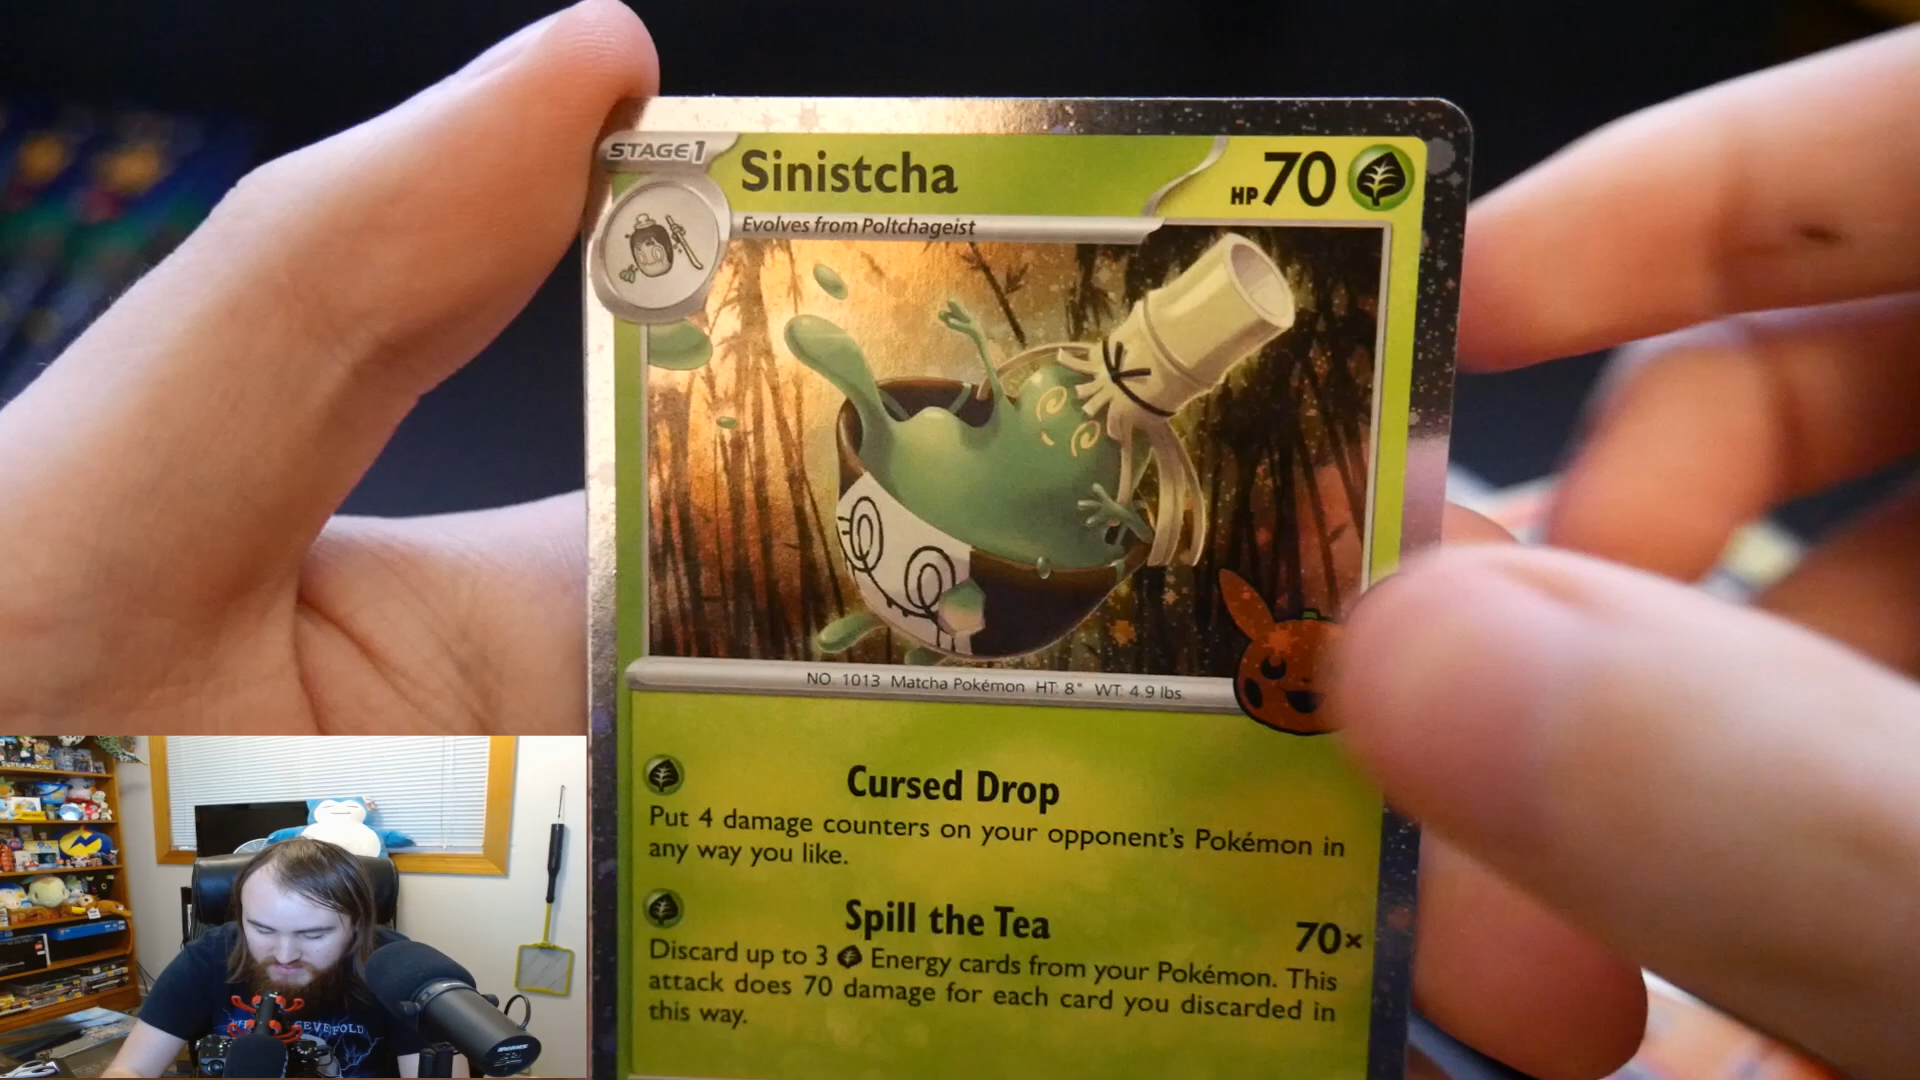 STAGE1
Sinistcha
HP 70
Evolves from Poltchageist
NO. 1013 Matcha Pokémon HT: 8" WT: 4.9 lbs.
Cursed Drop
Put 4 damage counters on your opponent's Pokémon in
any way you like.
Spill the Tea 70×
Discard up to 3 Energy cards from your Pokémon. This
attack does 70 damage for each card you discarded in
this way.
SHURE